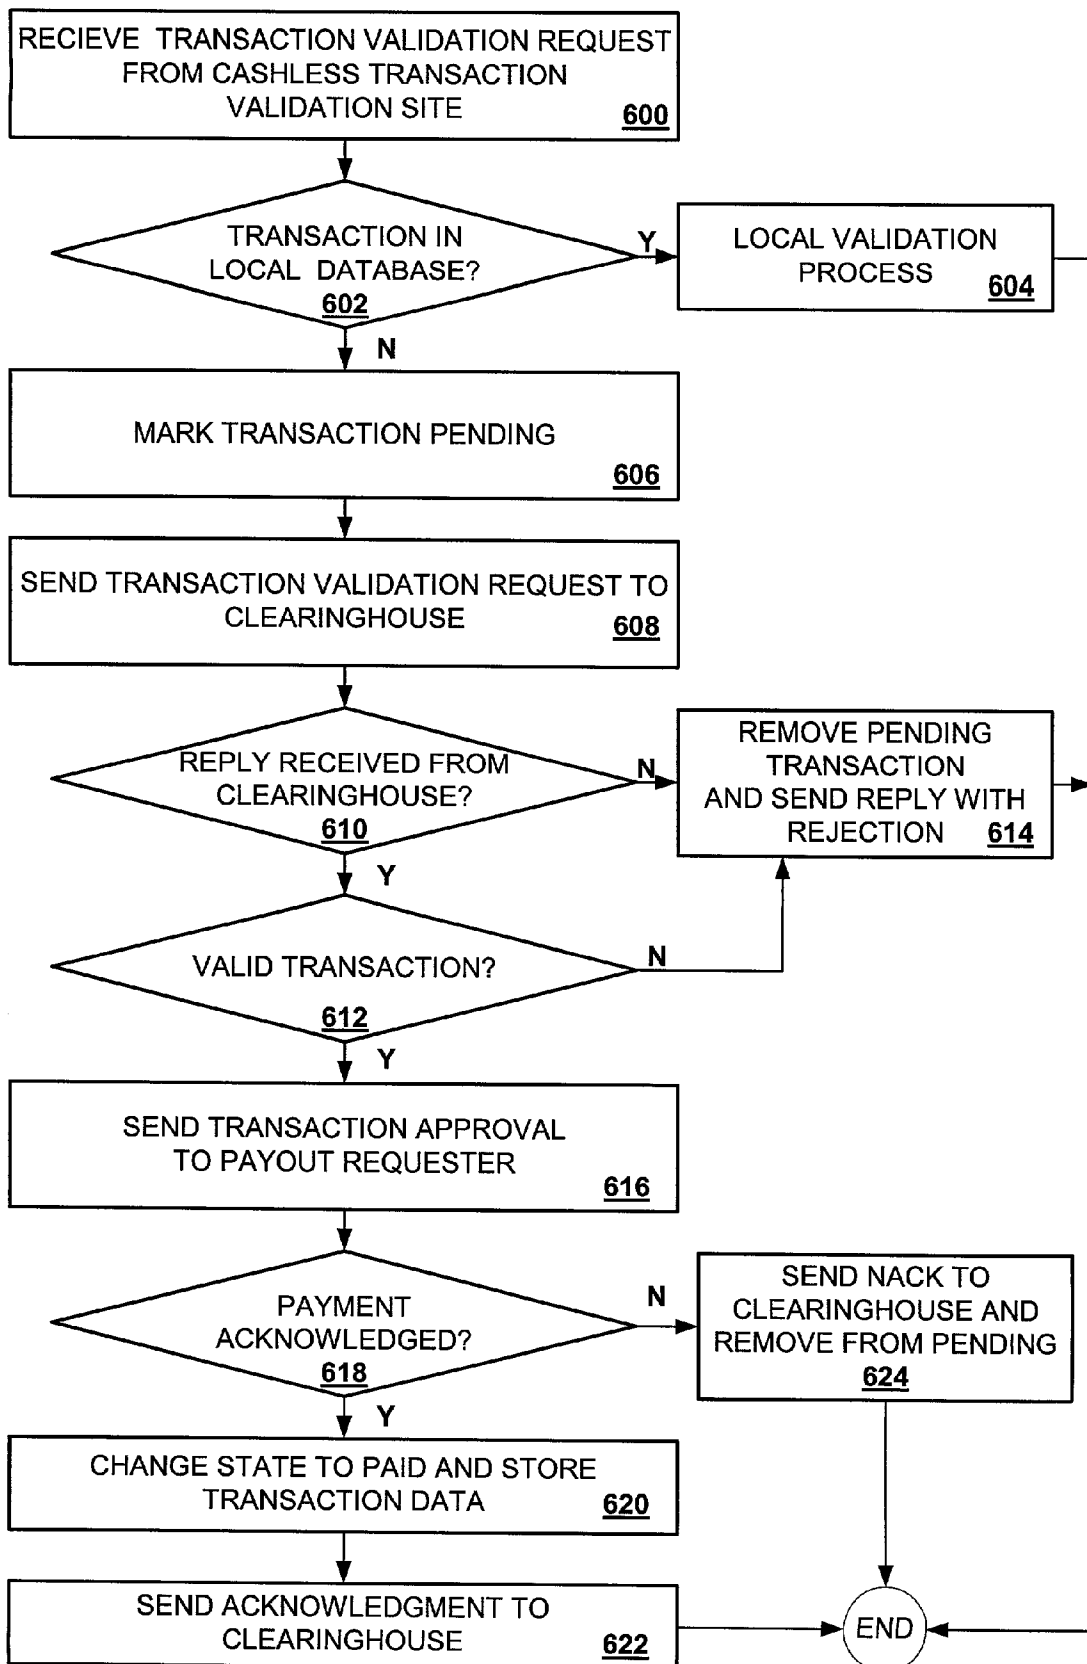 RECIEVE TRANSACTION VALIDATION REQUEST
FROM CASHLESS TRANSACTION
VALIDATION SITE
600
TRANSACTION IN
LOCAL DATABASE?
602
Y
LOCAL VALIDATION
PROCESS
604
N
MARK TRANSACTION PENDING
606
SEND TRANSACTION VALIDATION REQUEST TO
CLEARINGHOUSE
608
REPLY RECEIVED FROM
CLEARINGHOUSE?
610
N
REMOVE PENDING
TRANSACTION
AND SEND REPLY WITH
REJECTION
614
Y
VALID TRANSACTION?
612
N
Y
SEND TRANSACTION APPROVAL
TO PAYOUT REQUESTER
616
PAYMENT
ACKNOWLEDGED?
618
N
SEND NACK TO
CLEARINGHOUSE AND
REMOVE FROM PENDING
624
Y
CHANGE STATE TO PAID AND STORE
TRANSACTION DATA
620
SEND ACKNOWLEDGMENT TO
CLEARINGHOUSE
622
END